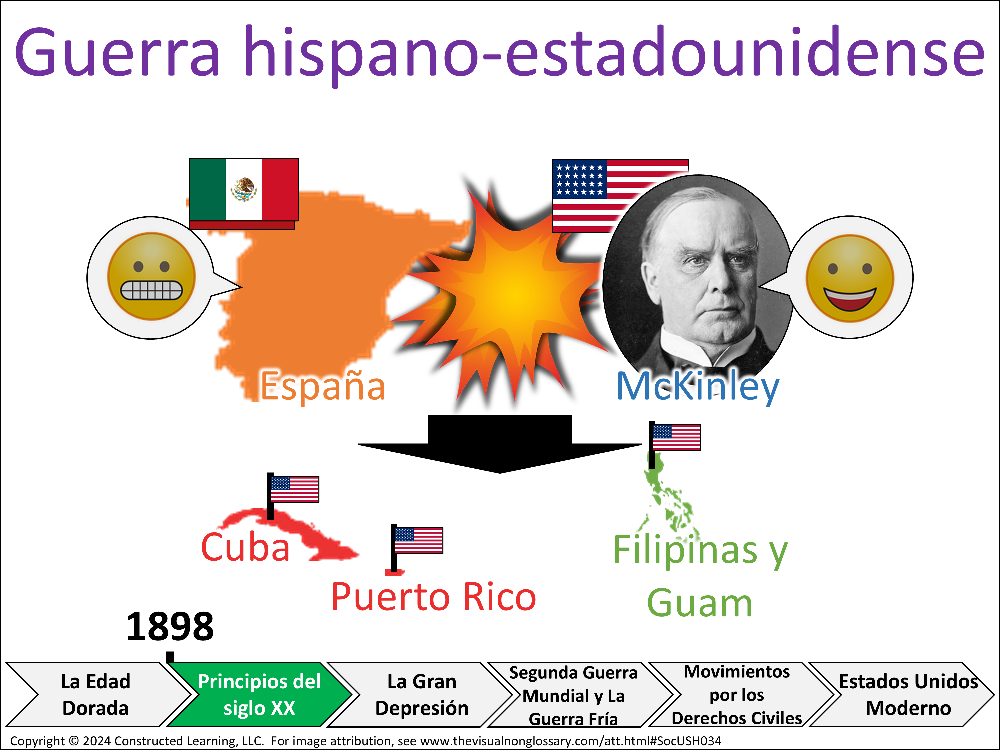 Guerra hispano-estadounidense
España
McKinley
Cuba
Puerto Rico
Filipinas y
Guam
1898
La Edad
Dorada
Principios del
siglo XX
La Gran
Depresión
Segunda Guerra
Mundial y La
Guerra Fría
Movimientos
por los
Derechos Civiles
Estados Unidos
Moderno
Copyright © 2024 Constructed Learning, LLC.  For image attribution, see www.thevisualnonglossary.com/att.html#SocUSH034